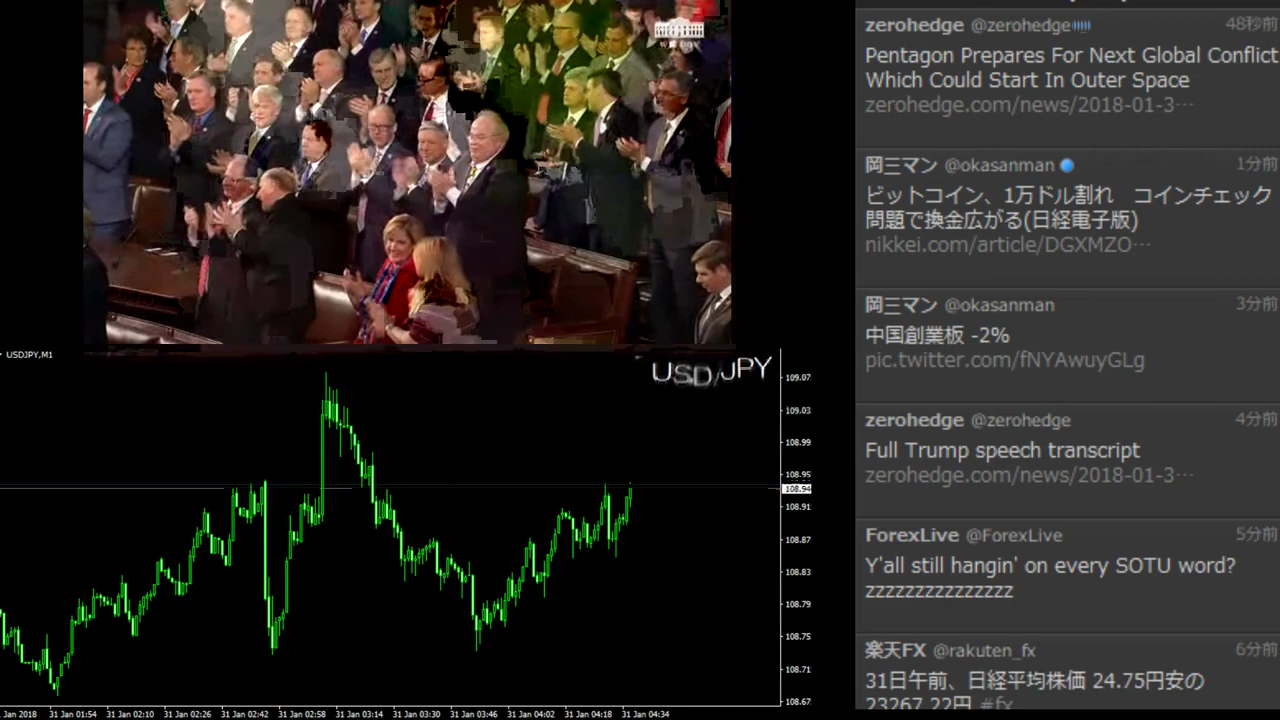 WH.GOV
USDJPY,M1
USD/JPY
109.07
109.03
108.99
108.95
108.94
108.91
108.87
108.83
108.79
108.75
108.71
108.67
Jan 2018
31 Jan 01:54
31 Jan 02:10
31 Jan 02:26
31 Jan 02:42
31 Jan 02:58
31 Jan 03:14
31 Jan 03:30
31 Jan 03:46
31 Jan 04:02
31 Jan 04:18
31 Jan 04:34
zerohedge @zerohedge 48秒前
Pentagon Prepares For Next Global Conflict
Which Could Start In Outer Space
zerohedge.com/news/2018-01-3…
岡三マン @okasanman 1分前
ビットコイン、1万ドル割れ コインチェック
問題で換金広がる(日経電子版)
nikkei.com/article/DGXMZO…
岡三マン @okasanman 3分前
中国創業板 -2%
pic.twitter.com/fNYAwuyGLg
zerohedge @zerohedge 4分前
Full Trump speech transcript
zerohedge.com/news/2018-01-3…
ForexLive @ForexLive 5分前
Y'all still hangin' on every SOTU word?
zzzzzzzzzzzzzzz
楽天FX @rakuten_fx 6分前
31日午前、日経平均株価 24.75円安の
23267.22円 #fx